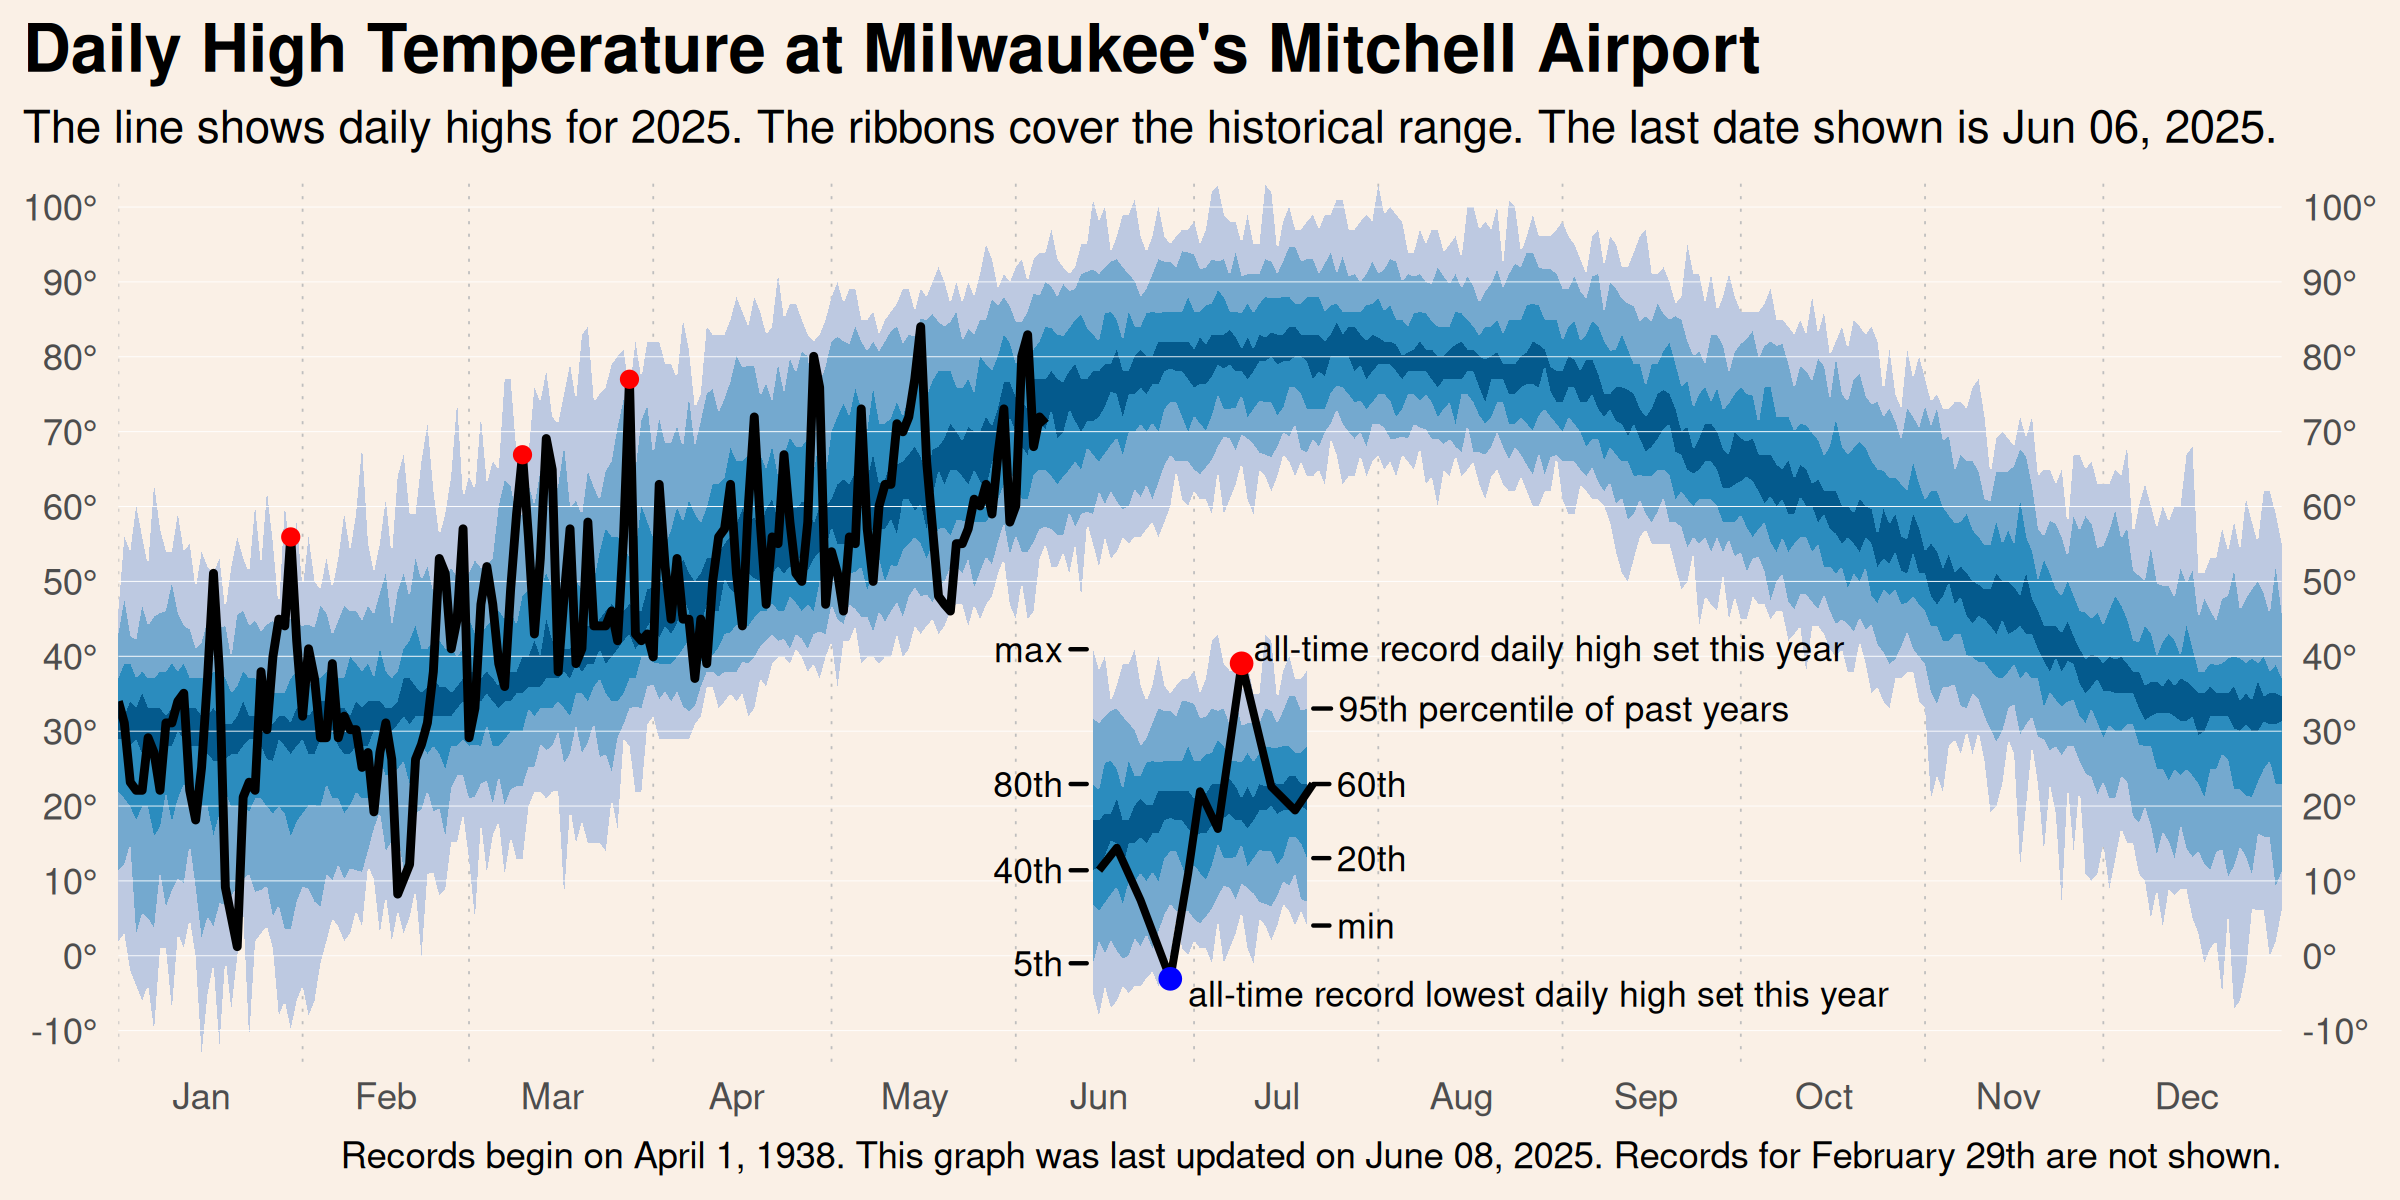 Daily High Temperature at Milwaukee's Mitchell Airport
The line shows daily highs for 2025. The ribbons cover the historical range. The last date shown is Jun 06, 2025.
100° 100°
90° 90°
80° 80°
70° 70°
60° 60°
50° 50°
max all-time record daily high set this year
40° 40°
95th percentile of past years
30° 30°
80th 60th
20° 20°
40th 20th
10° 10°
min
0° 5th 0°
all-time record lowest daily high set this year
-10° -10°
Jan Feb Mar Apr May Jun Jul Aug Sep Oct Nov Dec
Records begin on April 1, 1938. This graph was last updated on June 08, 2025. Records for February 29th are not shown.